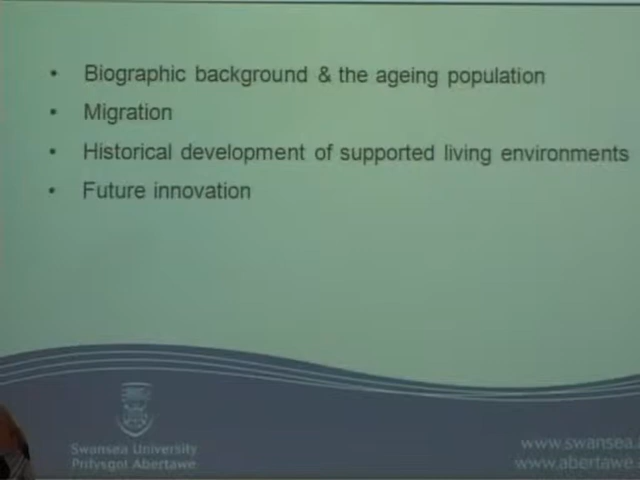 • Biographic background & the ageing population
• Migration
• Historical development of supported living environments
• Future innovation
Swansea University
Prifysgol Abertawe
www.swansea.
www.abertawe.